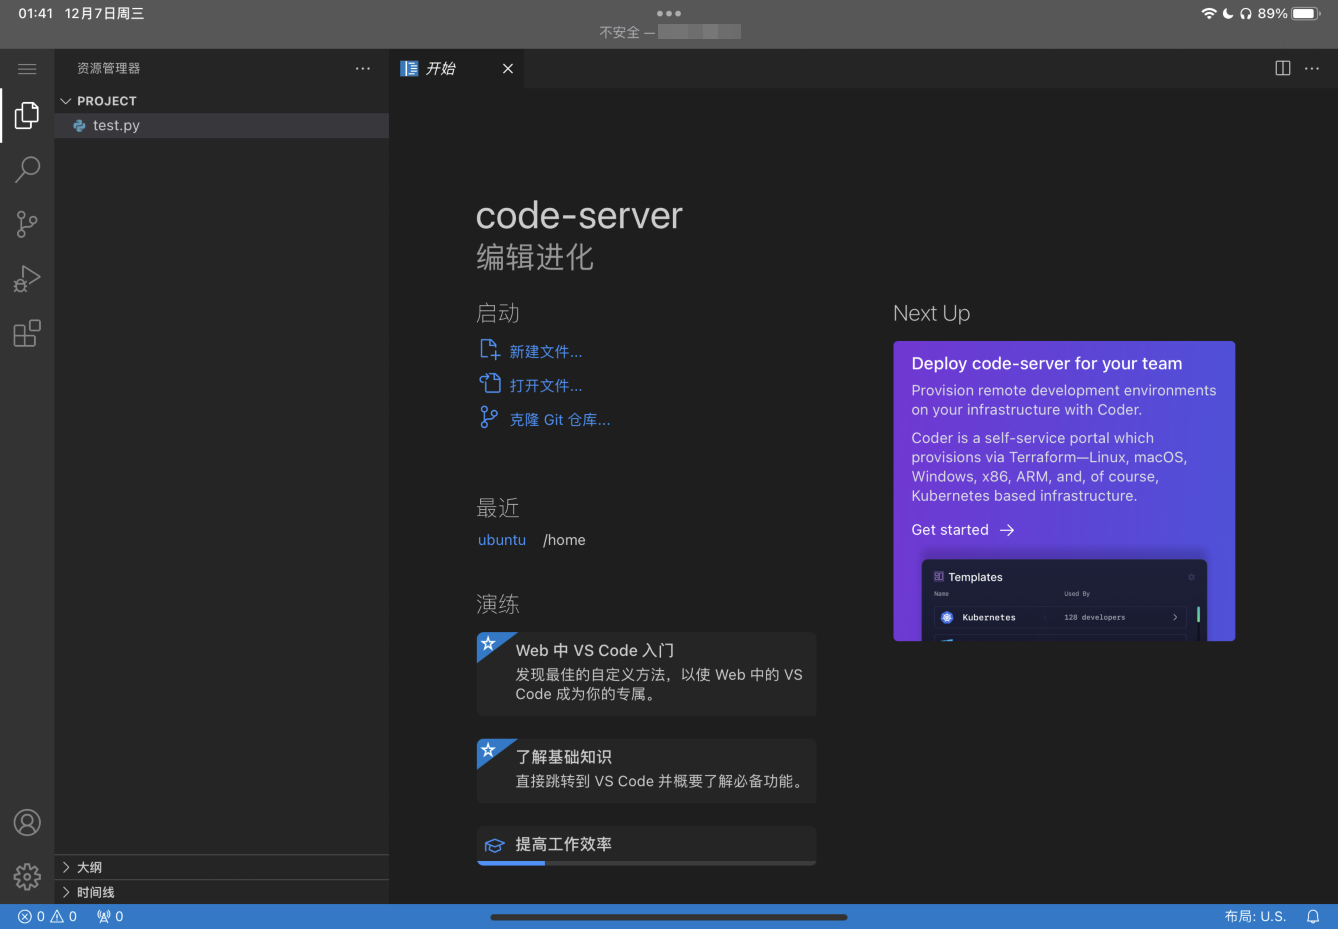 01:41 12月7日周三
89%
不安全 —
资源管理器
开始
PROJECT
test.py
code-server
编辑进化
启动
新建文件...
打开文件...
克隆 Git 仓库...
最近
ubuntu /home
演练
Web 中 VS Code 入门
发现最佳的自定义方法，以使 Web 中的 VS
Code 成为你的专属。
了解基础知识
直接跳转到 VS Code 并概要了解必备功能。
提高工作效率
Next Up
Deploy code-server for your team
Provision remote development environments
on your infrastructure with Coder.
Coder is a self-service portal which
provisions via Terraform—Linux, macOS,
Windows, x86, ARM, and, of course,
Kubernetes based infrastructure.
Get started →
Templates
Name Used By
Kubernetes 128 developers
大纲
时间线
0 0 0
布局: U.S.